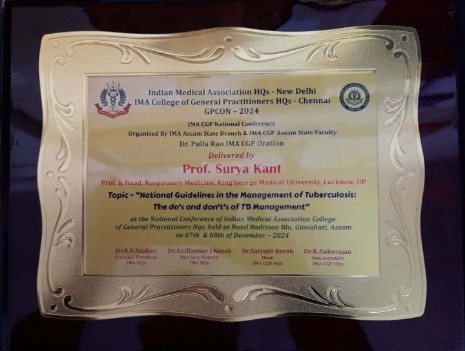 Indian Medical Association HQs - New Delhi
IMA College of General Practitioners HQs - Chennai
GPCON - 2024
IMA CGP National Conference
Organised By IMA Assam State Branch & IMA CGP Assam State Faculty
Dr. Pulla Rao IMA CGP Oration
Delivered by
Prof. Surya Kant
Prof. & Head, Respiratory Medicine, King George Medical University, Lucknow, UP
Topic - "National Guidelines in the Management of Tuberculosis:
The do's and don't's of TB Management"
at the National Conference of Indian Medical Association College
of General Practitioners Hqs. held at Hotel Radisson Blu, Guwahati, Assam
on 07th & 08th of December - 2024
Dr.R.V.Asokan Dr.Anilkumar J Nayak Dr.Satyajit Borah Dr.R.Anburajan
National President Hon Secy General Dean
IMA HQs IMA HQs IMA CGP HQs IMA CGP HQs